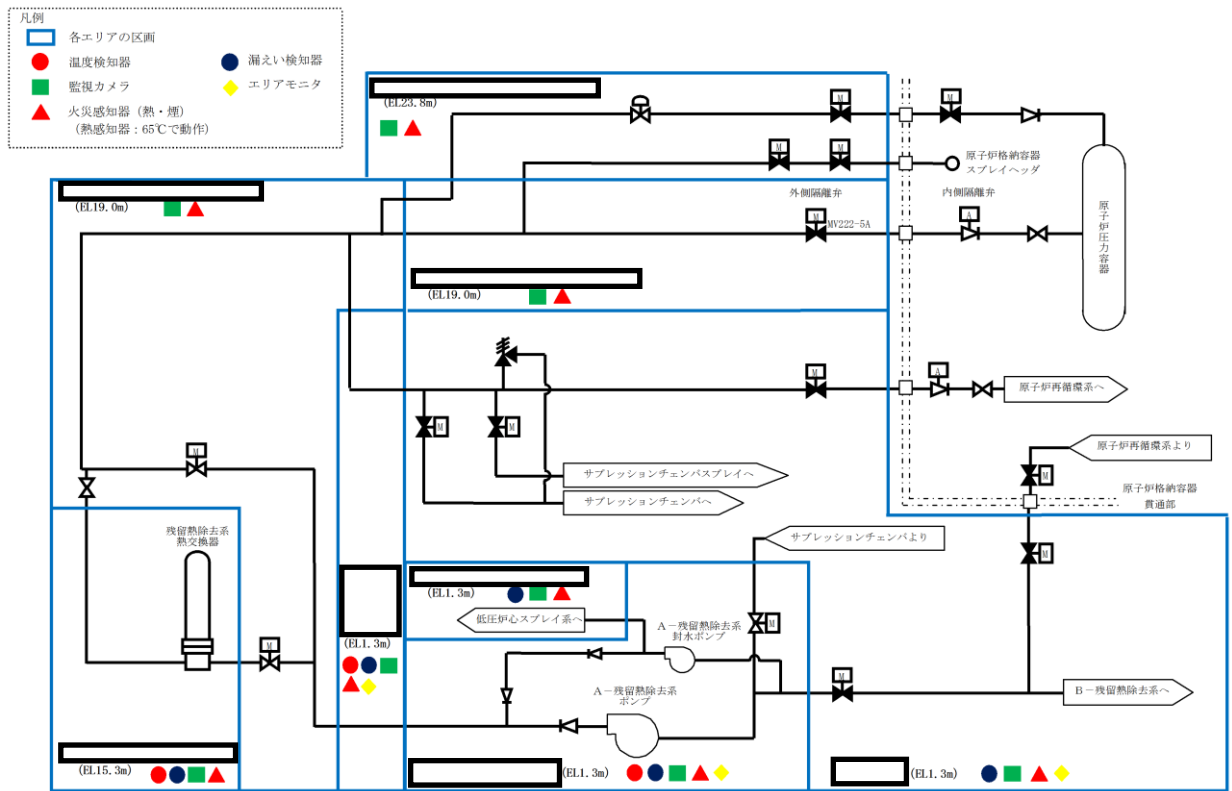 凡例
各エリアの区画
温度検知器
漏えい検知器
監視カメラ
エリアモニタ
火災感知器（熱・煙）
（熱感知器：65℃で動作）
(EL23.8m)
M
M
原子炉格納容器
スプレイヘッダ
M
M
(EL19.0m)
外側隔離弁
内側隔離弁
M
MV222-5A
A
原子炉圧力容器
(EL19.0m)
M
A
原子炉再循環系へ
M
M
M
原子炉再循環系より
M
サプレッションチェンバスプレイへ
サプレッションチェンバへ
原子炉格納容器
貫通部
残留熱除去系
熱交換器
サプレッションチェンバより
M
(EL1.3m)
低圧炉心スプレイ系へ
A－残留熱除去系
封水ポンプ
M
(EL1.3m)
M
M
A－残留熱除去系
ポンプ
B－残留熱除去系へ
(EL15.3m)
(EL1.3m)
(EL1.3m)